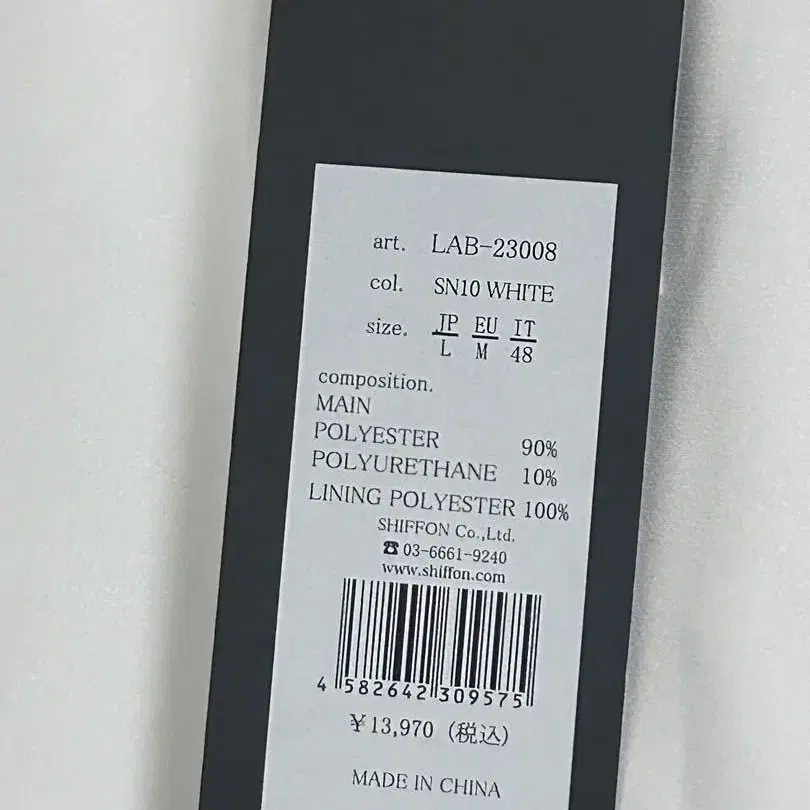 art. LAB-23008
col. SN10 WHITE
size. JP EU IT
L M 48
composition.
MAIN
POLYESTER 90%
POLYURETHANE 10%
LINING POLYESTER 100%
SHIFFON Co.,Ltd.
☎ 03-6661-9240
www.shiffon.com
4 582642 309575
¥13,970 (税込)
MADE IN CHINA